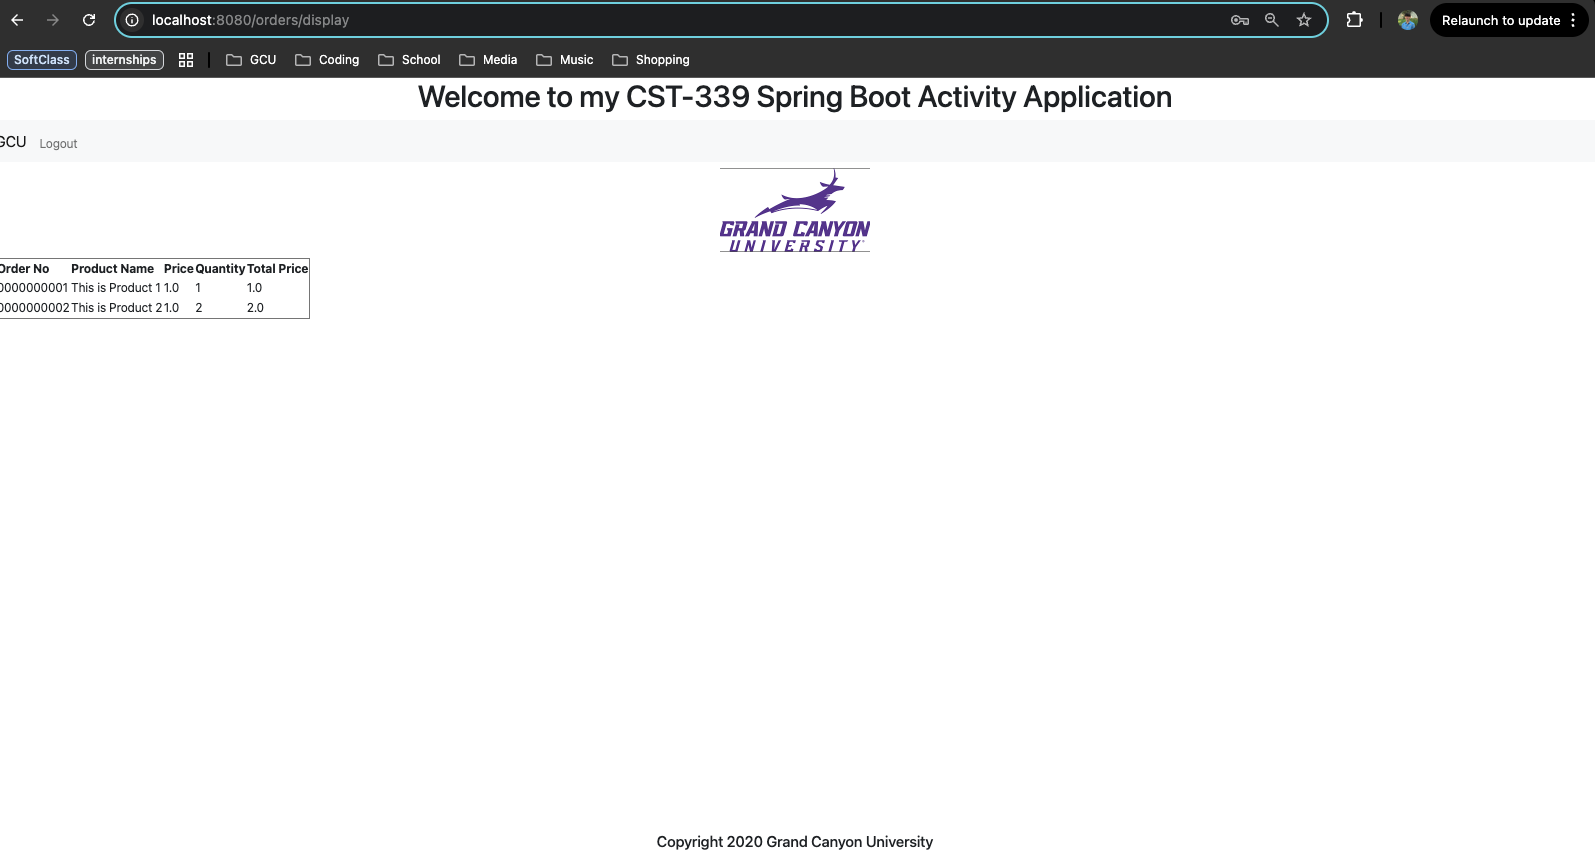 localhost:8080/orders/display
Relaunch to update
SoftClass internships GCU Coding School Media Music Shopping
Welcome to my CST-339 Spring Boot Activity Application
GCU Logout
GRAND CANYON
UNIVERSITY
Order No Product Name Price Quantity Total Price
0000000001 This is Product 1 1.0 1 1.0
0000000002 This is Product 2 1.0 2 2.0
Copyright 2020 Grand Canyon University